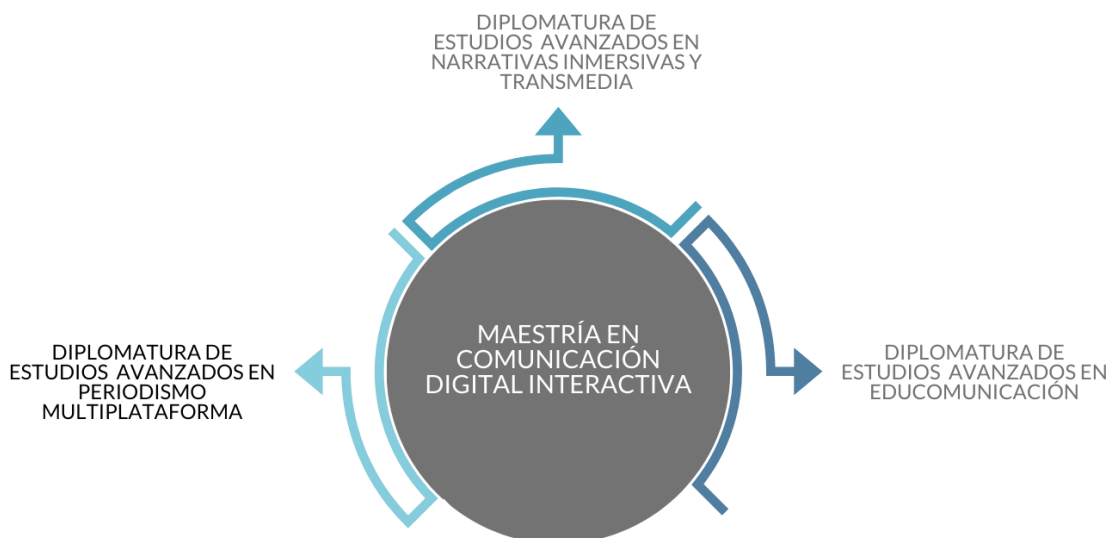 DIPLOMATURA DE
ESTUDIOS AVANZADOS EN
NARRATIVAS INMERSIVAS Y
TRANSMEDIA
MAESTRÍA EN
COMUNICACIÓN
DIGITAL INTERACTIVA
DIPLOMATURA DE
ESTUDIOS AVANZADOS EN
PERIODISMO
MULTIPLATAFORMA
DIPLOMATURA DE
ESTUDIOS AVANZADOS EN
EDUCOMUNICACIÓN